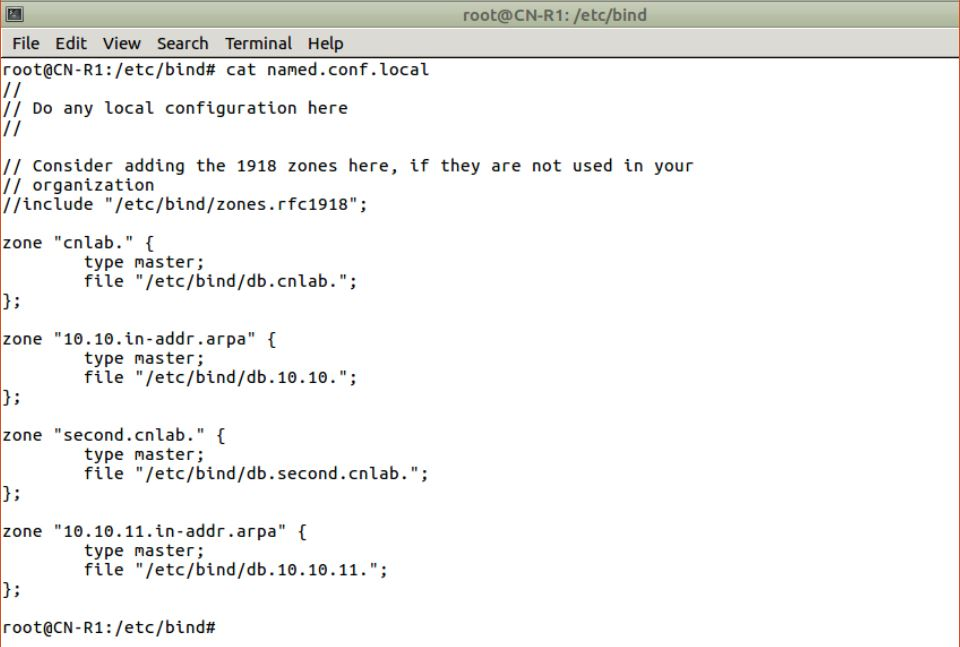 root@CN-R1: /etc/bind
File Edit View Search Terminal Help
root@CN-R1:/etc/bind# cat named.conf.local
//
// Do any local configuration here
//
// Consider adding the 1918 zones here, if they are not used in your
// organization
//include "/etc/bind/zones.rfc1918";
zone "cnlab." {
        type master;
        file "/etc/bind/db.cnlab.";
};
zone "10.10.in-addr.arpa" {
        type master;
        file "/etc/bind/db.10.10.";
};
zone "second.cnlab." {
        type master;
        file "/etc/bind/db.second.cnlab.";
};
zone "10.10.11.in-addr.arpa" {
        type master;
        file "/etc/bind/db.10.10.11.";
};
root@CN-R1:/etc/bind#